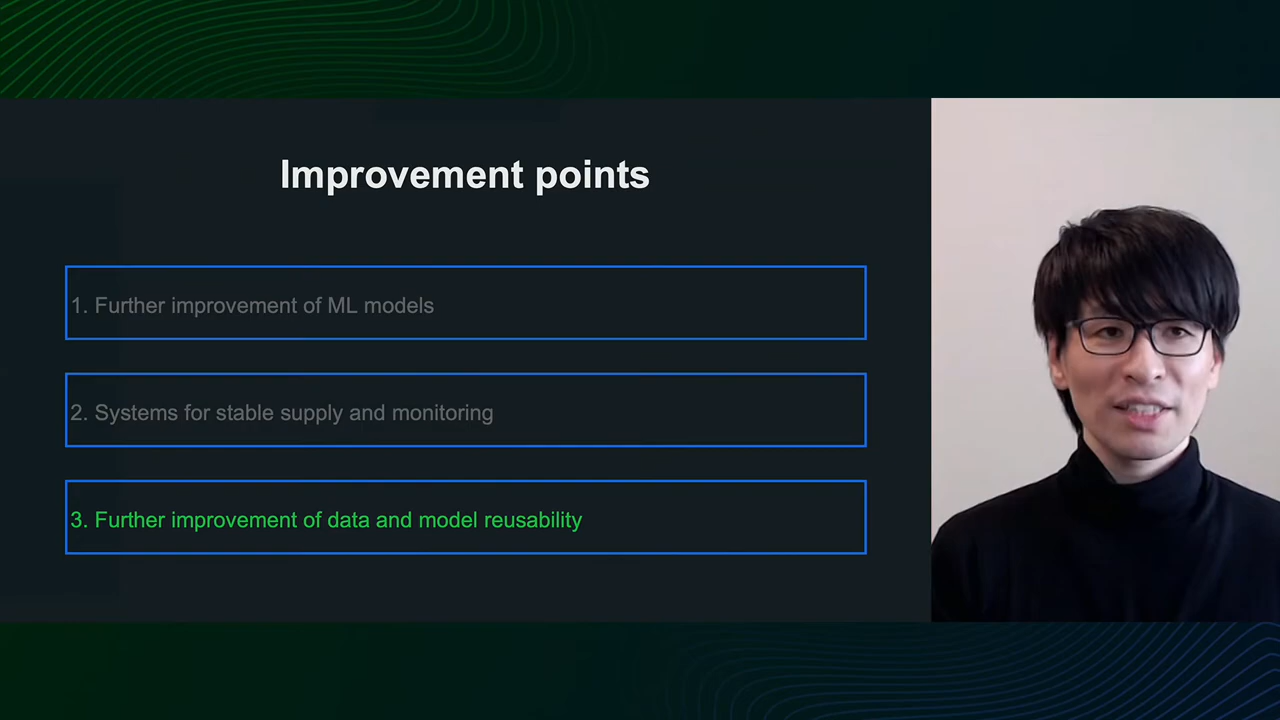 Improvement points
1. Further improvement of ML models
2. Systems for stable supply and monitoring
3. Further improvement of data and model reusability